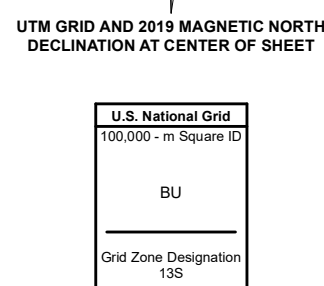 UTM GRID AND 2019 MAGNETIC NORTH
DECLINATION AT CENTER OF SHEET
U.S. National Grid
100,000 - m Square ID
BU
Grid Zone Designation
13S